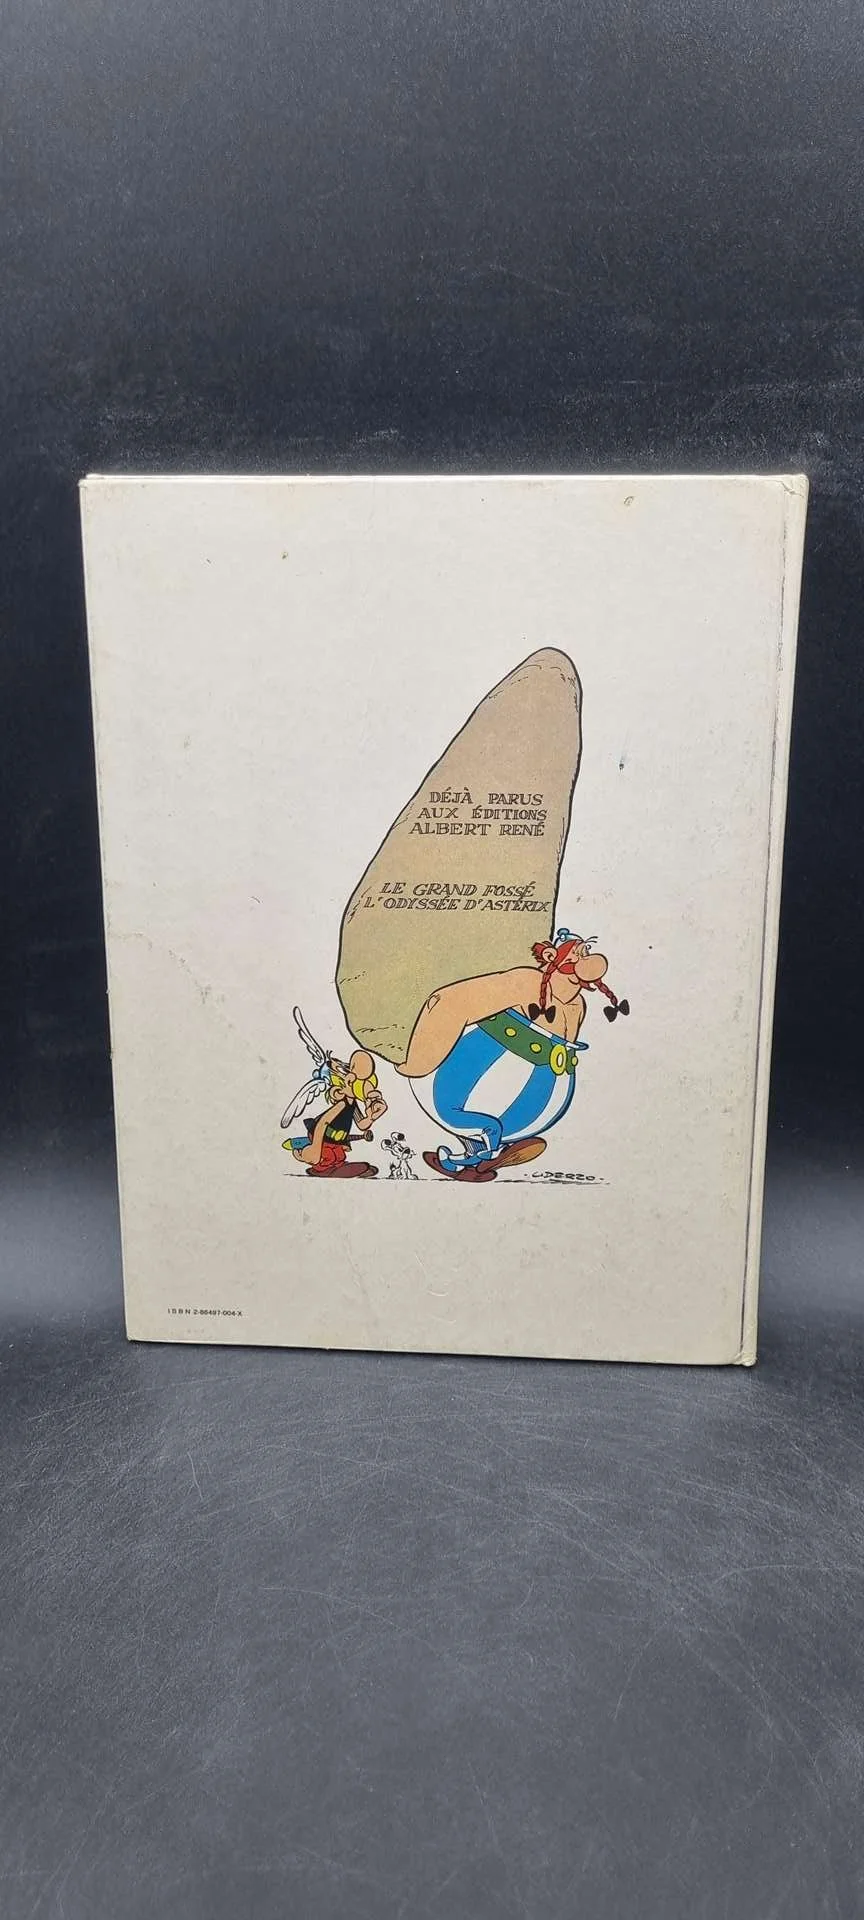 DÉJÀ PARUS
AUX ÉDITIONS
ALBERT RENÉ
LE GRAND FOSSÉ
L'ODYSSÉE D'ASTÉRIX
·UDERZO·
ISBN 2-86497-004-X